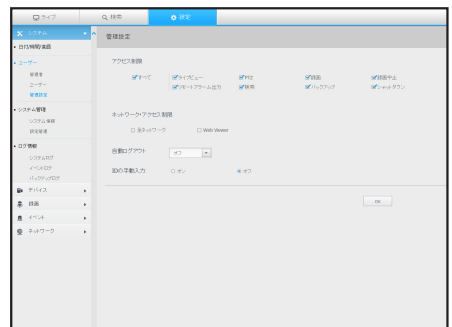 ライブ
検索
設定
システム
日付/時間/言語
ユーザー
管理者
ユーザー
管理設定
システム管理
システム情報
設定管理
ログ情報
システムログ
イベントログ
バックアップログ
デバイス
録画
イベント
ネットワーク
管理設定
アクセス制限
すべて
ライブビュー
PTZ
録画
録画中止
リモートアラーム出力
検索
バックアップ
シャットダウン
ネットワーク・アクセス制限
全ネットワーク
Web Viewer
自動ログアウト
オフ
IDの手動入力
オン
オフ
OK